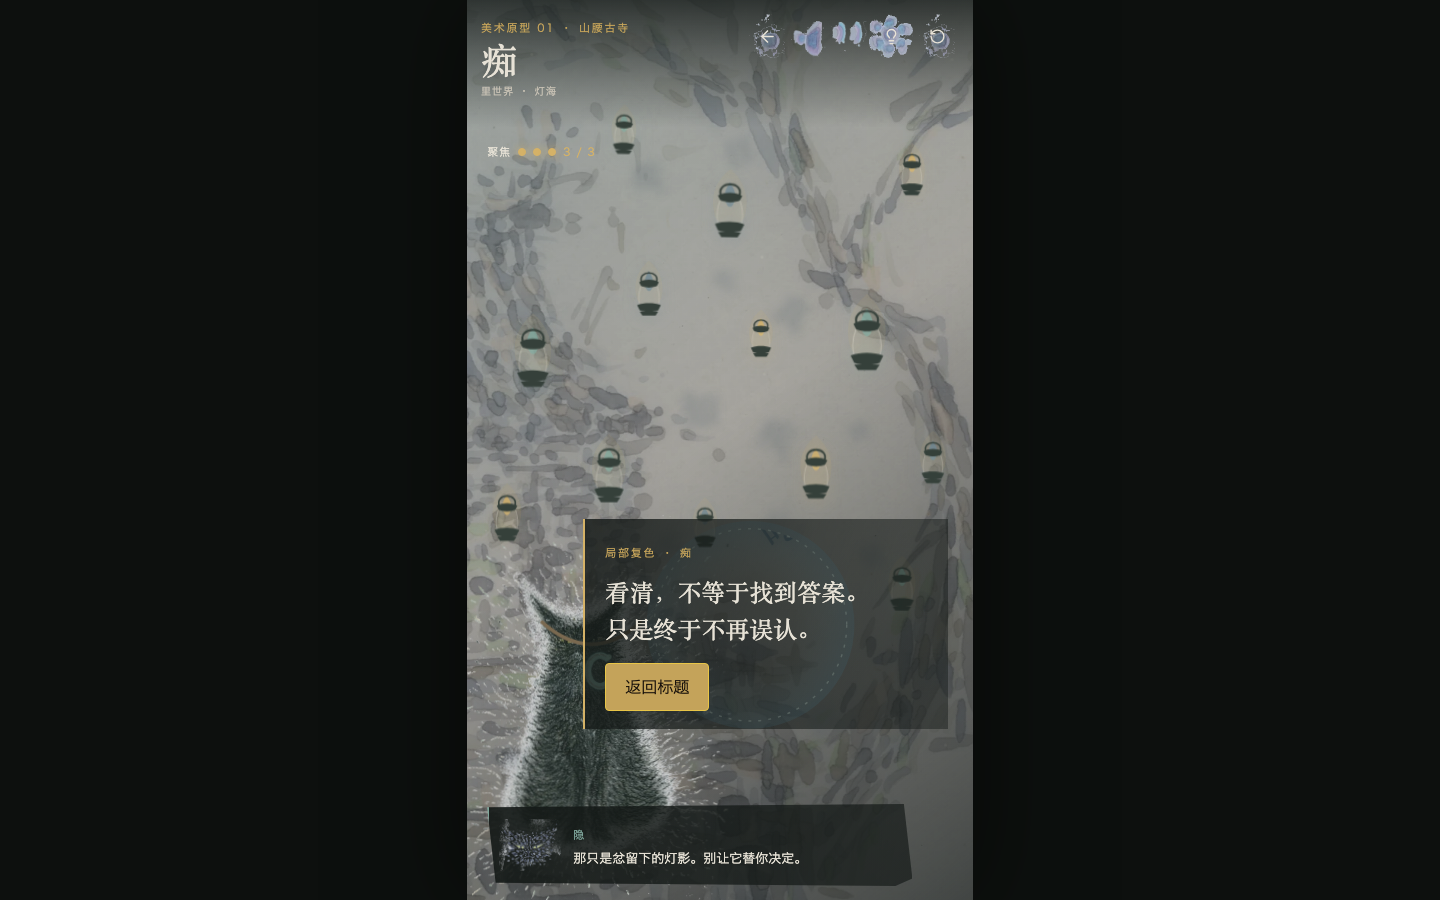 美术原型 01 · 山腰古寺
痴
里世界 · 灯海
聚焦 3 / 3
局部复色 · 痴
看清，不等于找到答案。
只是终于不再误认。
返回标题
隐
那只是忿留下的灯影。别让它替你决定。